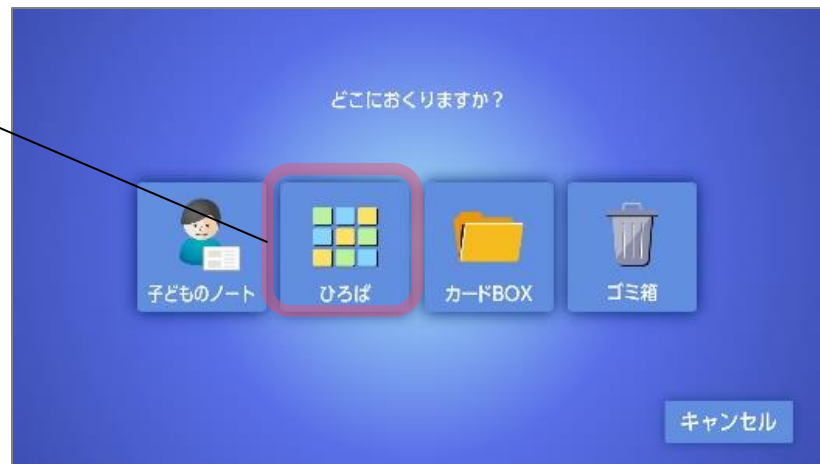 どこにおくりますか？
子どものノート
ひろば
カードBOX
ゴミ箱
キャンセル